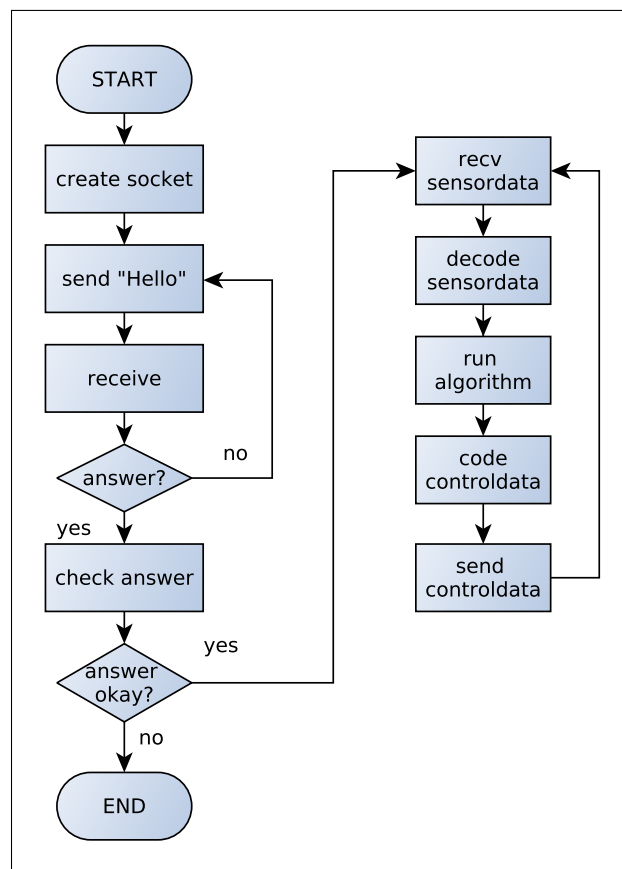 START
create socket
send "Hello"
receive
answer?
no
yes
check answer
answer
okay?
yes
no
END
recv
sensordata
decode
sensordata
run
algorithm
code
controldata
send
controldata